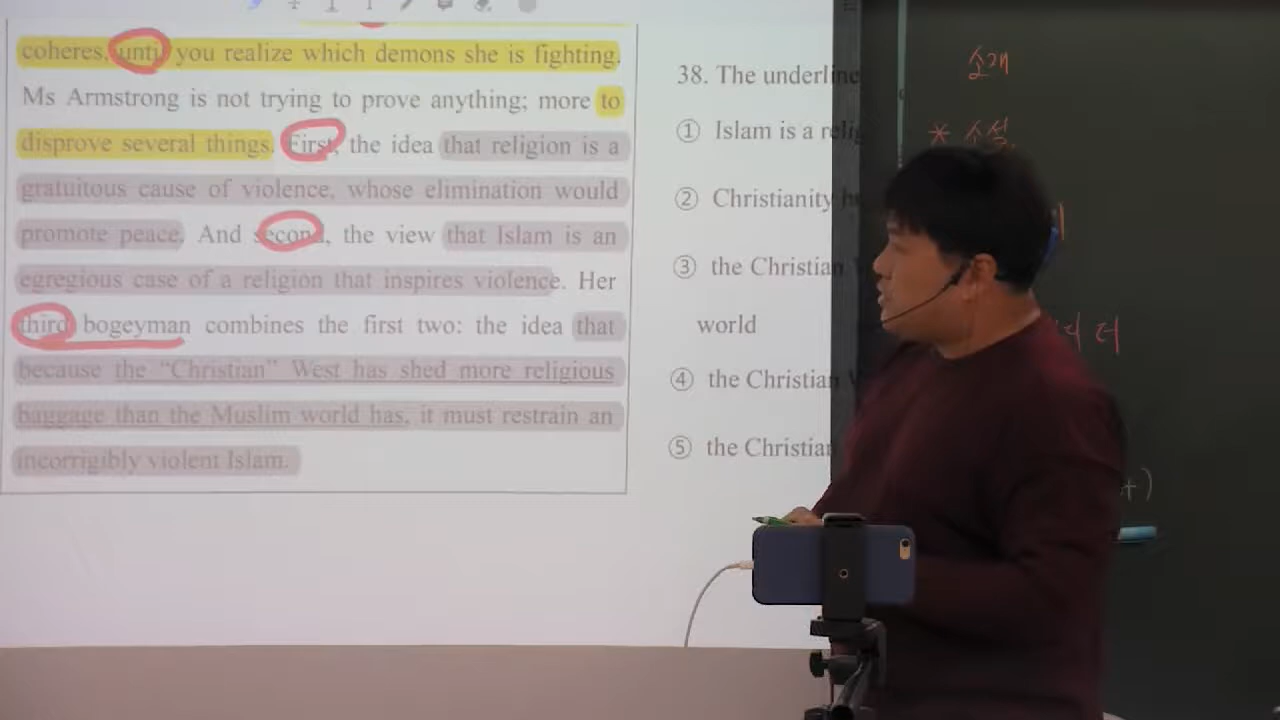 coheres, until you realize which demons she is fighting.
Ms Armstrong is not trying to prove anything; more to
disprove several things. First, the idea that religion is a
gratuitous cause of violence, whose elimination would
promote peace. And second, the view that Islam is an
egregious case of a religion that inspires violence. Her
third bogeyman combines the first two: the idea that
because the “Christian” West has shed more religious
baggage than the Muslim world has, it must restrain an
incorrigibly violent Islam.
38. The underline
① Islam is a relig
② Christianity h
③ the Christian W
world
④ the Christian W
⑤ the Christian
소개
* 소설.
더
+)